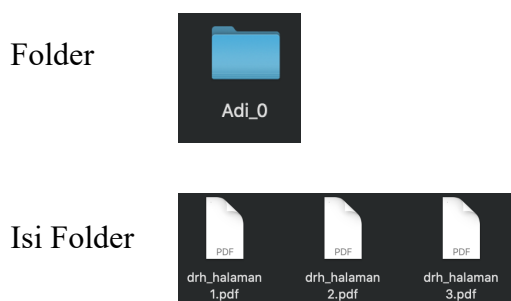 Folder
Adi_0
Isi Folder
PDF PDF PDF
drh_halaman drh_halaman drh_halaman
1.pdf 2.pdf 3.pdf